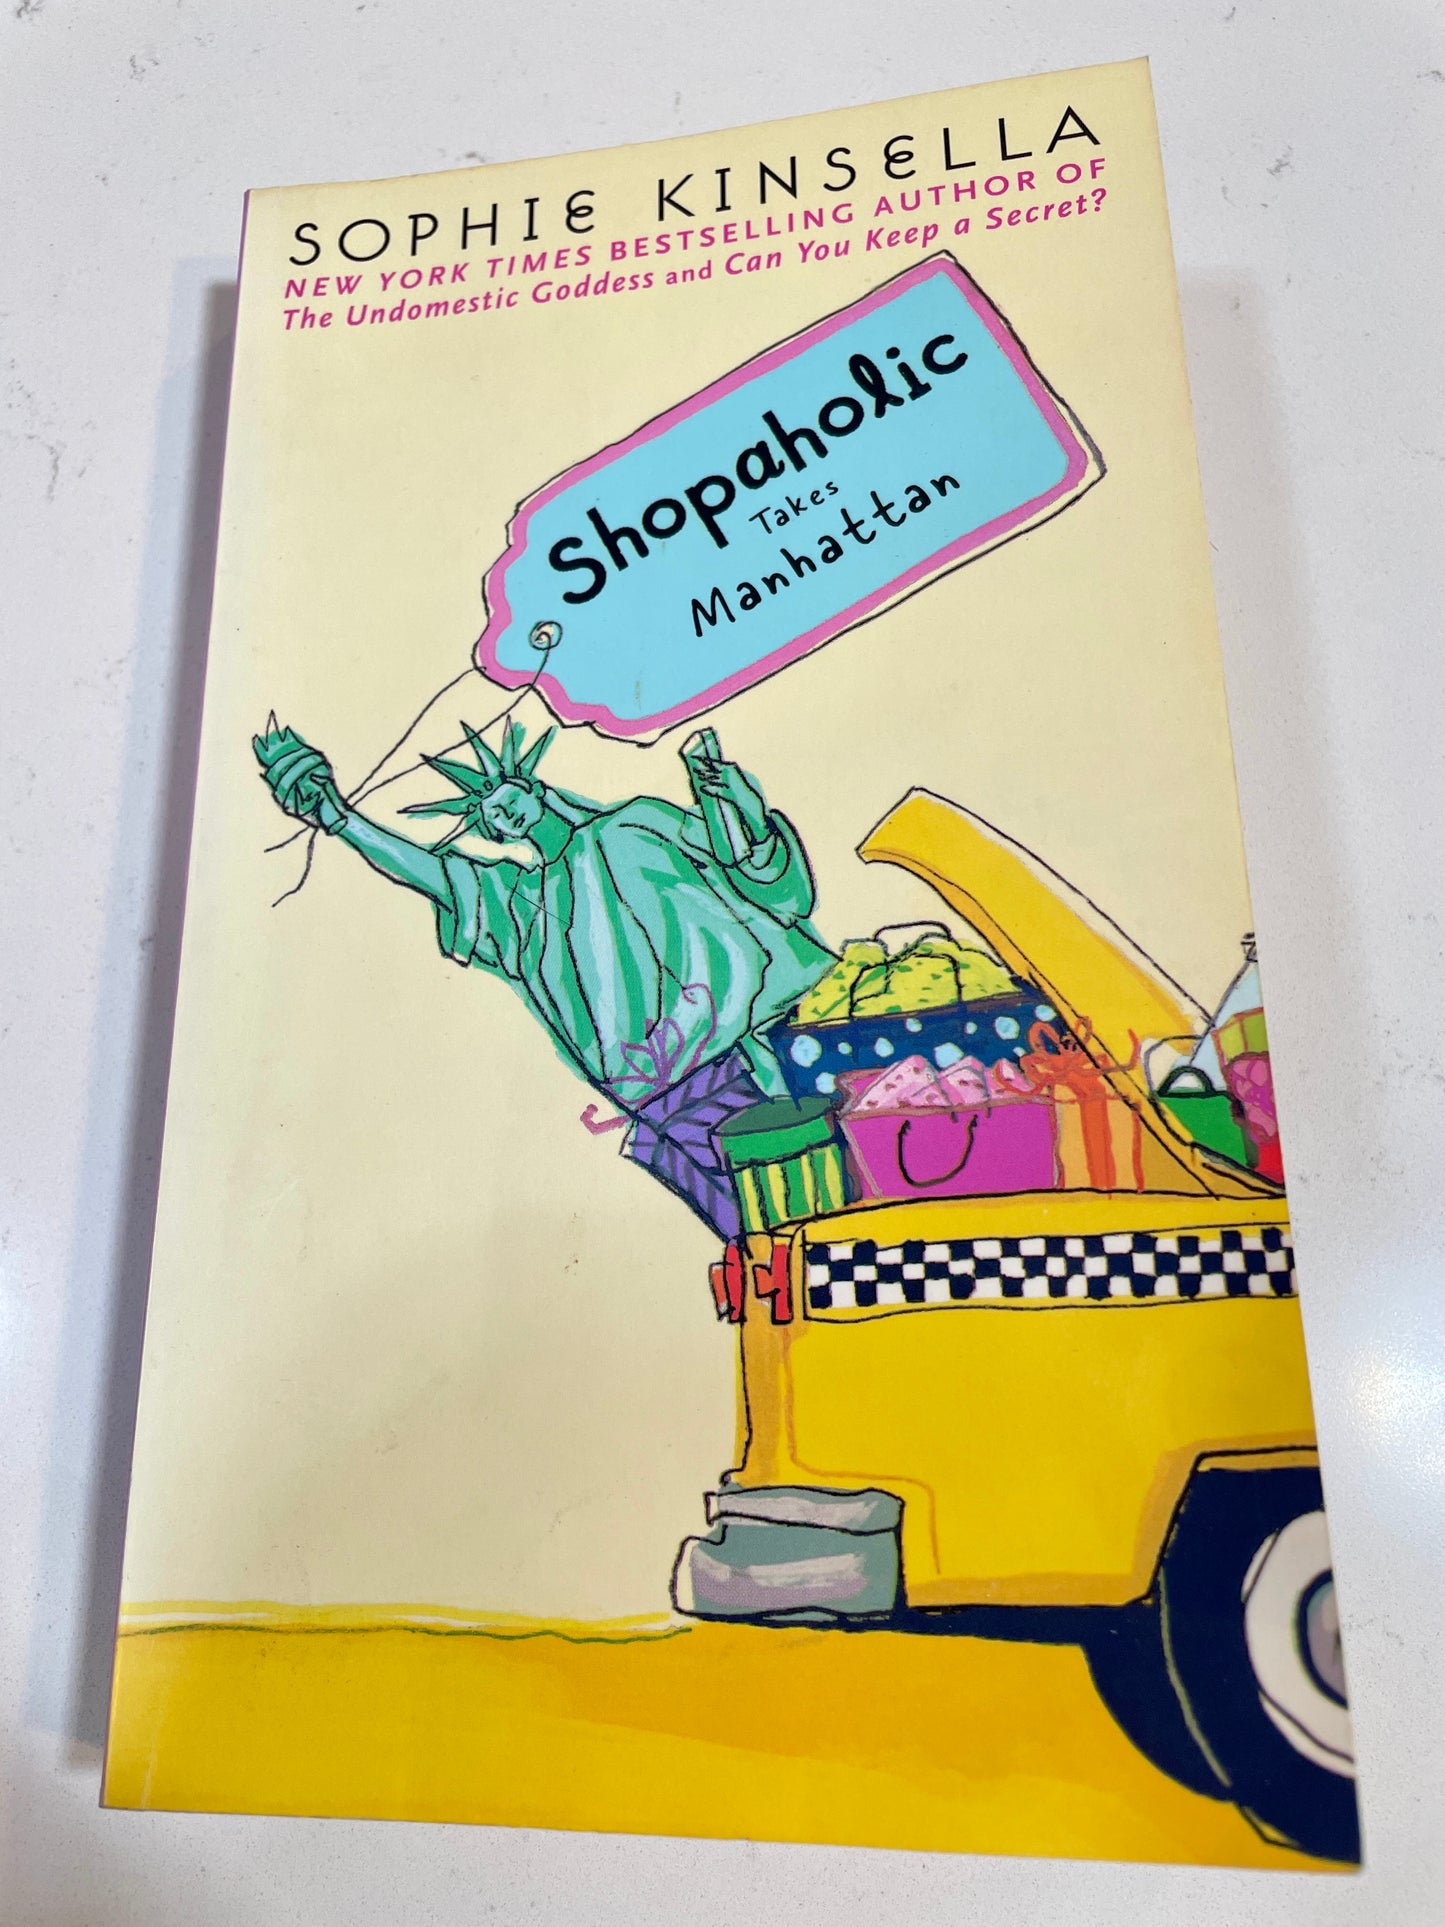 SOPHIE KINSELLA
NEW YORK TIMES BESTSELLING AUTHOR OF
The Undomestic Goddess and Can You Keep a Secret?
Shopaholic
Takes
Manhattan